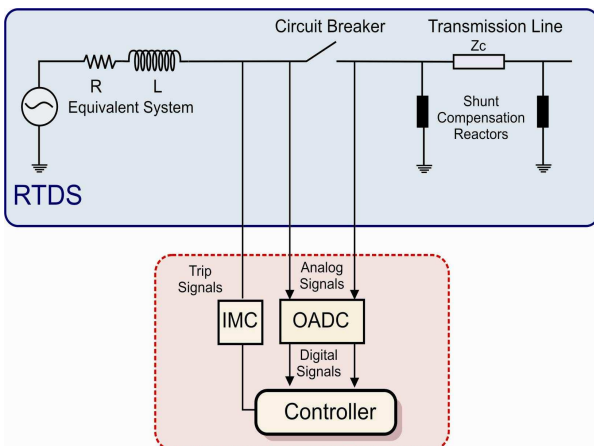 Circuit Breaker
Transmission Line
Zc
R
L
Equivalent System
Shunt
Compensation
Reactors
RTDS
Trip
Signals
Analog
Signals
IMC
OADC
Digital
Signals
Controller